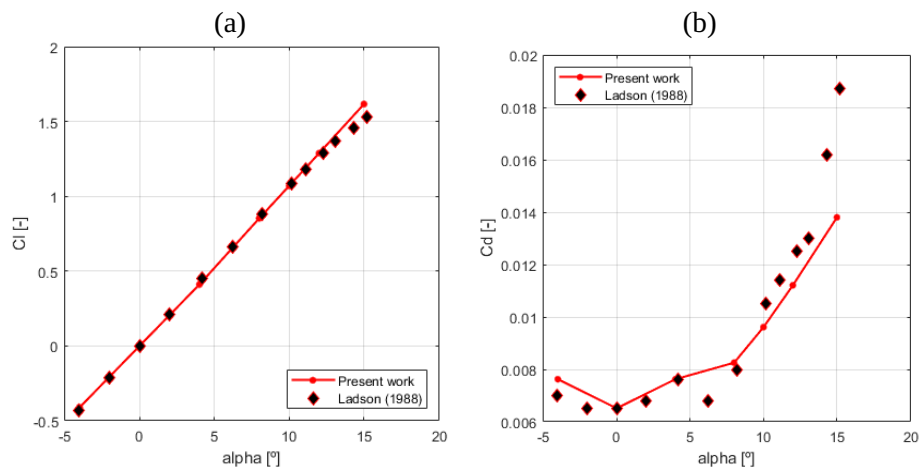 (a)
2
1.5
1
0.5
0
-0.5
-5
0
5
10
15
20
Cl [-]
alpha [º]
Present work
Ladson (1988)
(b)
0.02
0.018
0.016
0.014
0.012
0.01
0.008
0.006
-5
0
5
10
15
20
Cd [-]
alpha [º]
Present work
Ladson (1988)